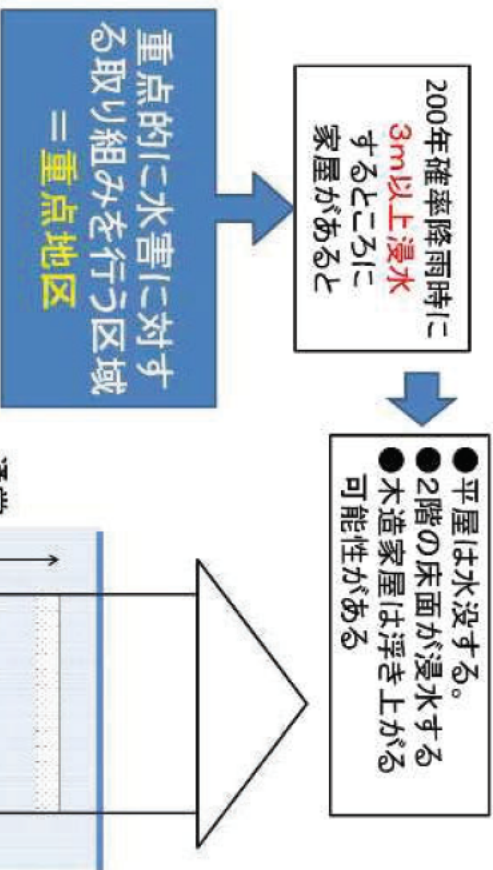 200年確率降雨時に
3m以上浸水
するところに
家屋があると
●平屋は水没する。
●2階の床面が浸水する
●木造家屋は浮き上がる
可能性がある
重点的に水害に対す
る取り組みを行う区域
=重点地区